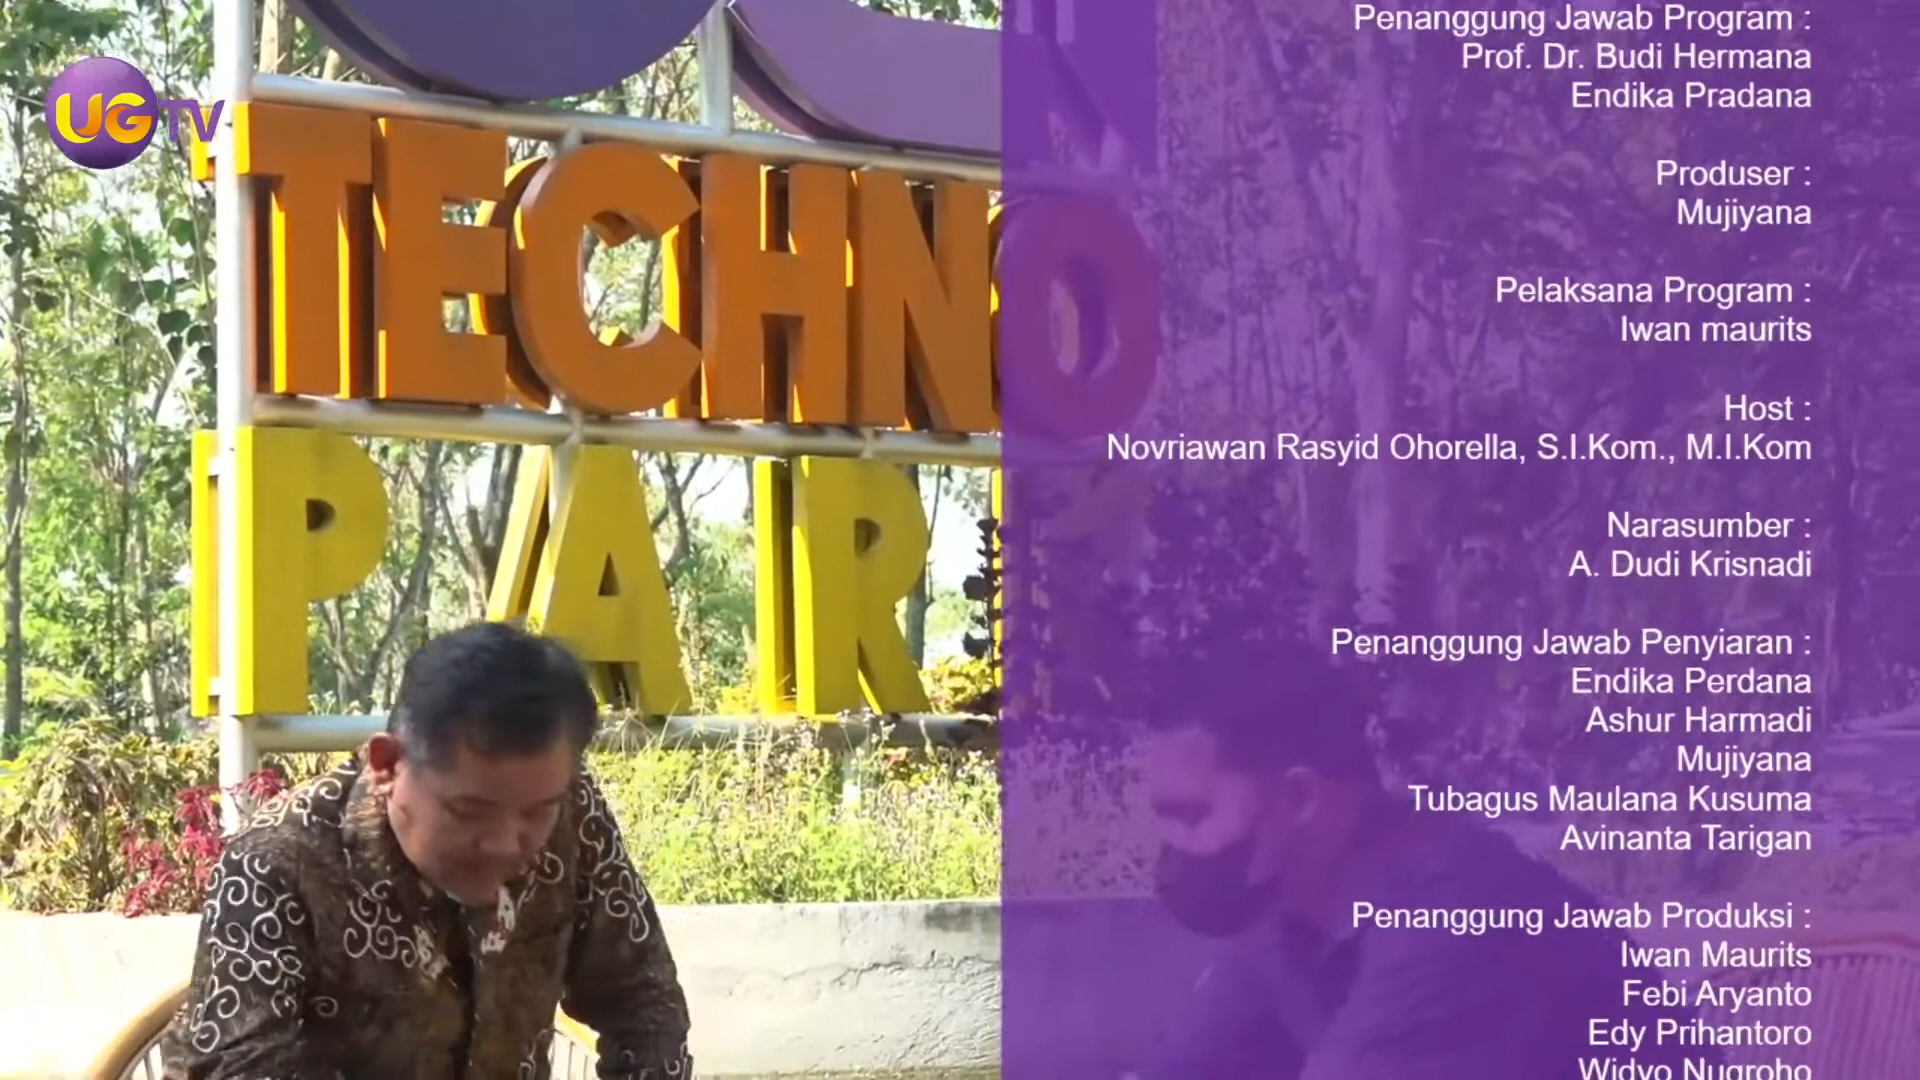 UGTV
TECHNO
PARK
Penanggung Jawab Program :
Prof. Dr. Budi Hermana
Endika Pradana
Produser :
Mujiyana
Pelaksana Program :
Iwan maurits
Host :
Novriawan Rasyid Ohorella, S.I.Kom., M.I.Kom
Narasumber :
A. Dudi Krisnadi
Penanggung Jawab Penyiaran :
Endika Perdana
Ashur Harmadi
Mujiyana
Tubagus Maulana Kusuma
Avinanta Tarigan
Penanggung Jawab Produksi :
Iwan Maurits
Febi Aryanto
Edy Prihantoro
Widyo Nugroho